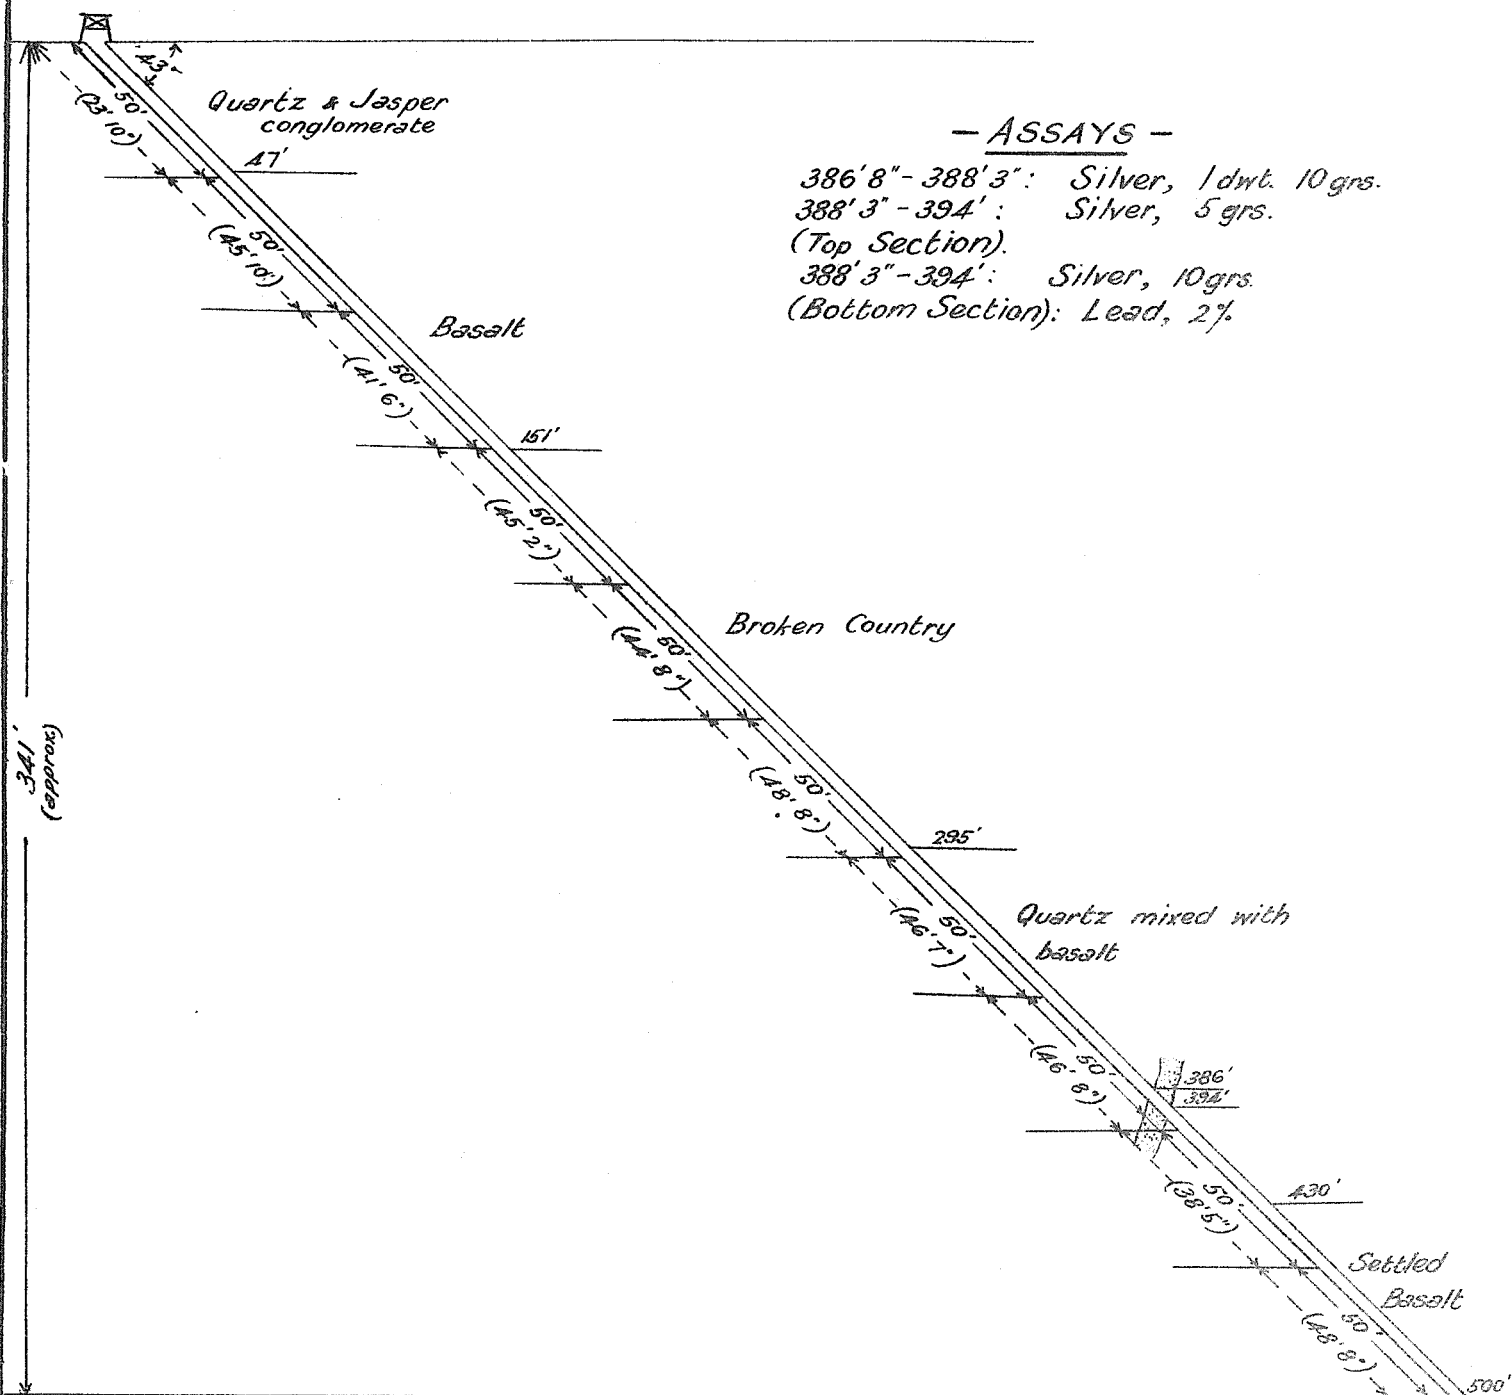 43°
50'
(23' 10")
Quartz & Jasper
conglomerate
47'
— ASSAYS —
386' 8" - 388' 3": Silver, 1 dwt. 10 grs.
388' 3" - 394': Silver, 5 grs.
(Top Section).
388' 3" - 394': Silver, 10 grs.
(Bottom Section): Lead, 2%
50'
(45' 10")
Basalt
50'
(41' 6")
151'
50'
(45' 2")
Broken Country
50'
(44' 8")
341'
(approx)
50'
(48' 8")
295'
Quartz mixed with
basalt
50'
(46' 7")
50'
(46' 8")
386'
394'
50'
(38' 5")
430'
Settled
Basalt
50'
(48' 8")
500'